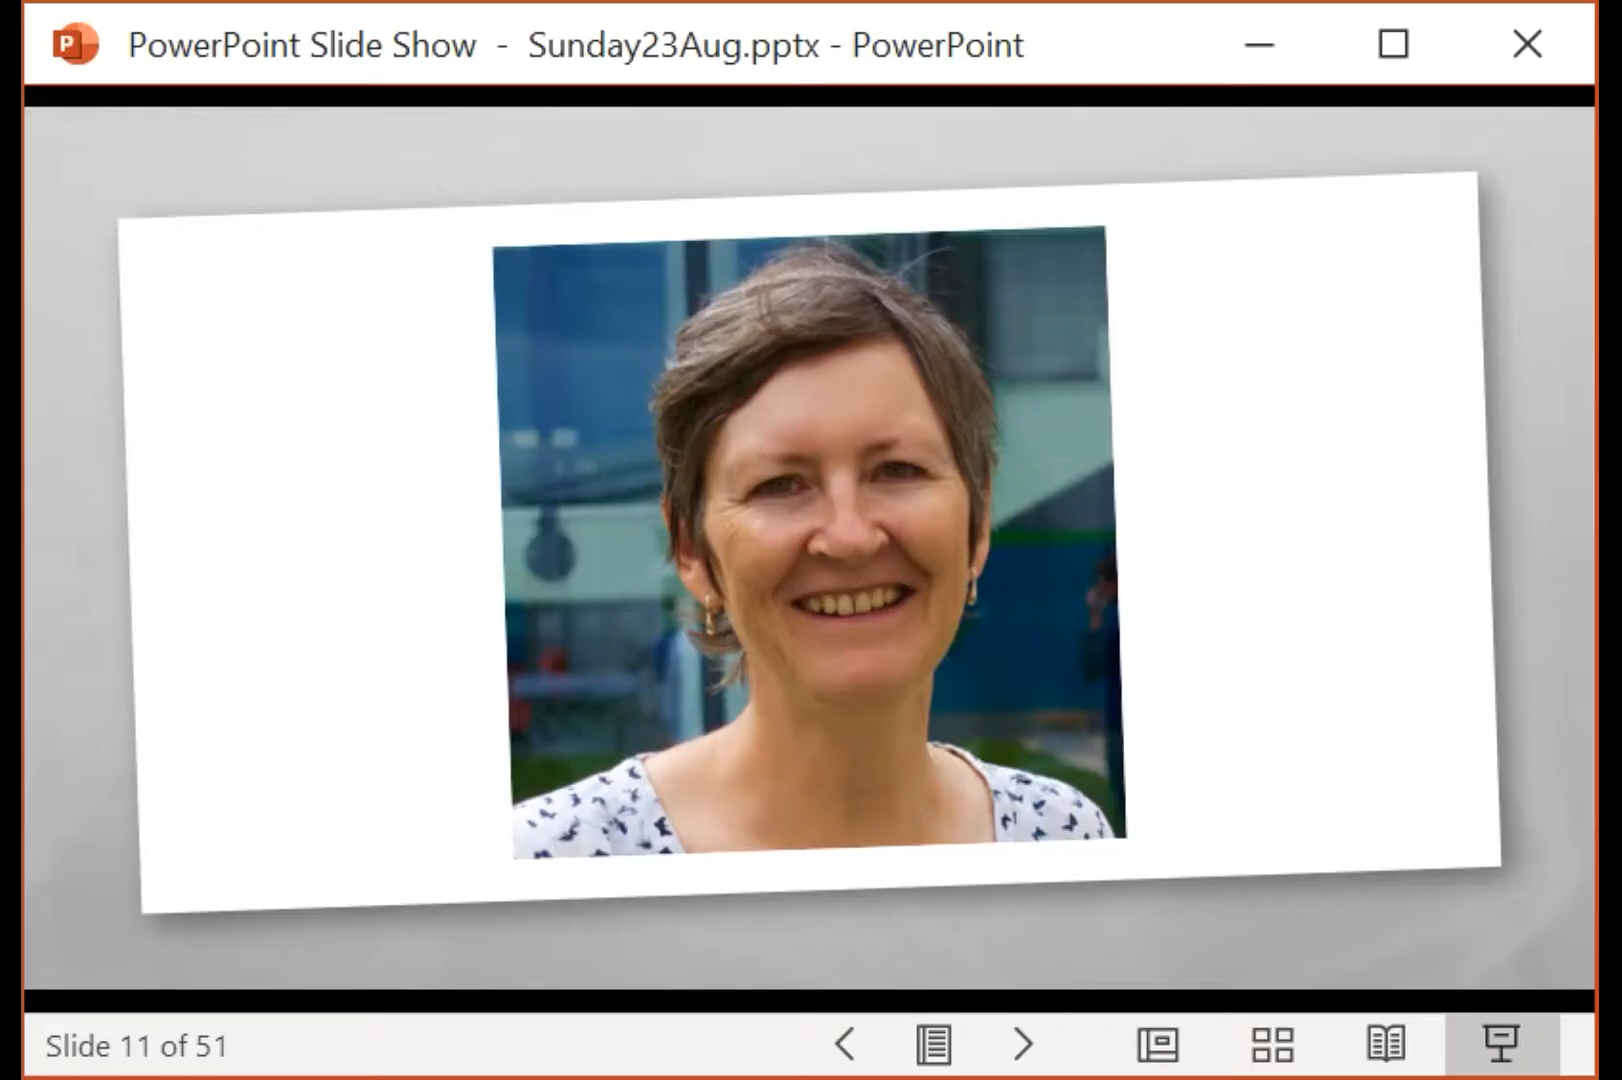 PowerPoint Slide Show - Sunday23Aug.pptx - PowerPoint
Slide 11 of 51